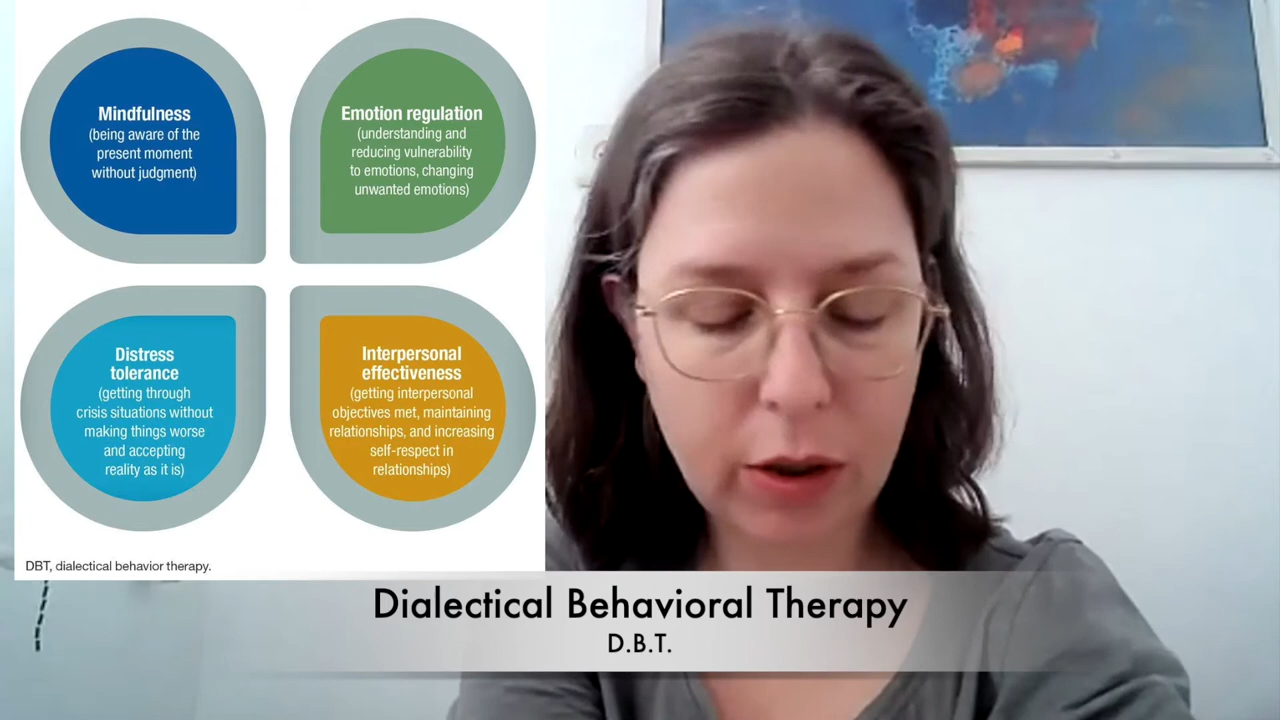 Mindfulness
(being aware of the
present moment
without judgment)
Emotion regulation
(understanding and
reducing vulnerability
to emotions, changing
unwanted emotions)
Distress
tolerance
(getting through
crisis situations without
making things worse
and accepting
reality as it is)
Interpersonal
effectiveness
(getting interpersonal
objectives met, maintaining
relationships, and increasing
self-respect in
relationships)
DBT, dialectical behavior therapy.
Dialectical Behavioral Therapy
D.B.T.